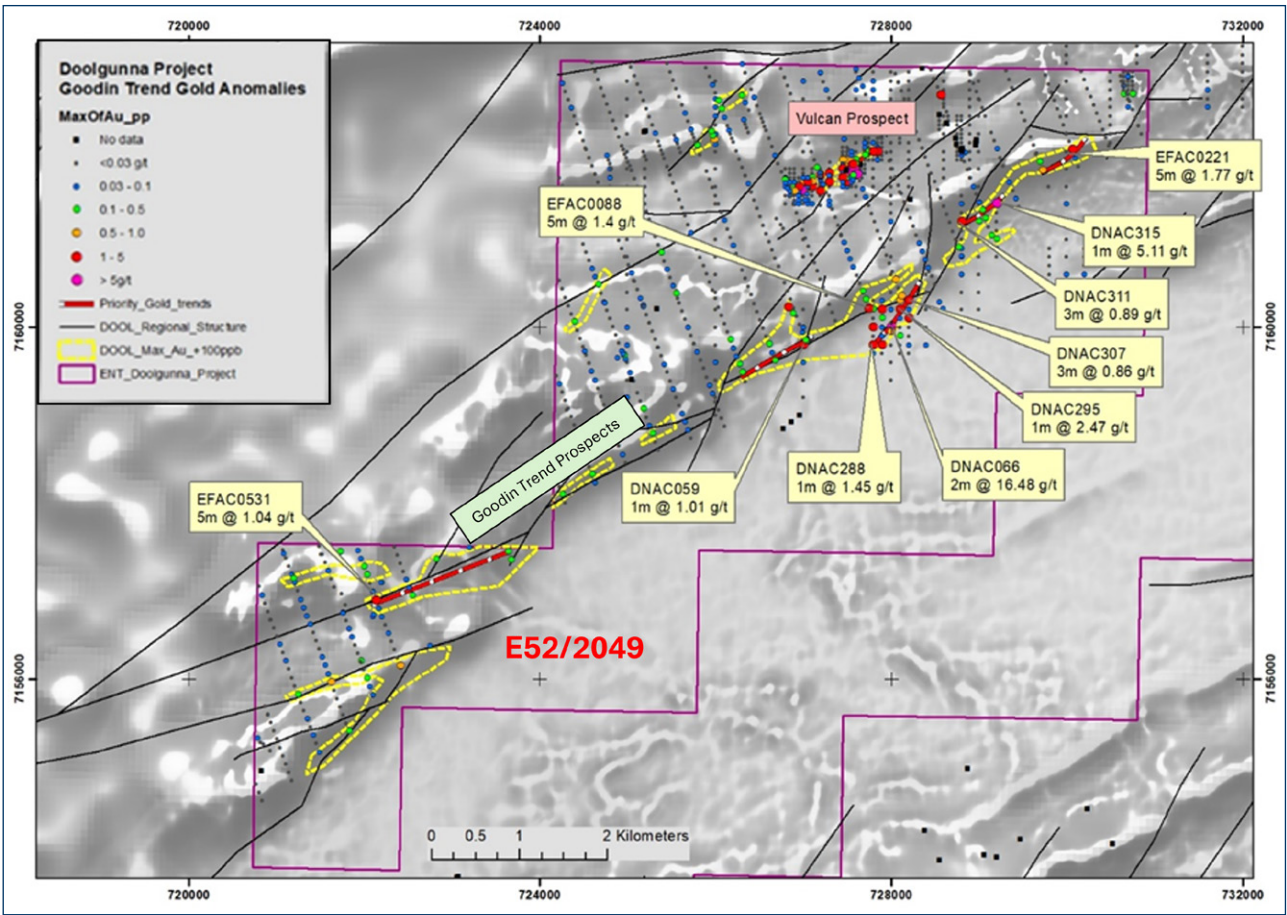 720000
724000
728000
732000
Doolgunna Project
Goodin Trend Gold Anomalies
MaxOfAu_pp
No data
<0.03 g/t
0.03 - 0.1
0.1 - 0.5
0.5 - 1.0
1 - 5
> 5g/t
Priority_Gold_trends
DOOL_Regional_Structure
DOOL_Max_Au_+100ppb
ENT_Doolgunna_Project
Vulcan Prospect
EFAC0221
5m @ 1.77 g/t
EFAC0088
5m @ 1.4 g/t
DNAC315
1m @ 5.11 g/t
DNAC311
3m @ 0.89 g/t
7160000
7160000
DNAC307
3m @ 0.86 g/t
DNAC295
1m @ 2.47 g/t
Goodin Trend Prospects
DNAC059
1m @ 1.01 g/t
DNAC288
1m @ 1.45 g/t
DNAC066
2m @ 16.48 g/t
EFAC0531
5m @ 1.04 g/t
E52/2049
7156000
7156000
0 0.5 1 2 Kilometers
720000
724000
728000
732000